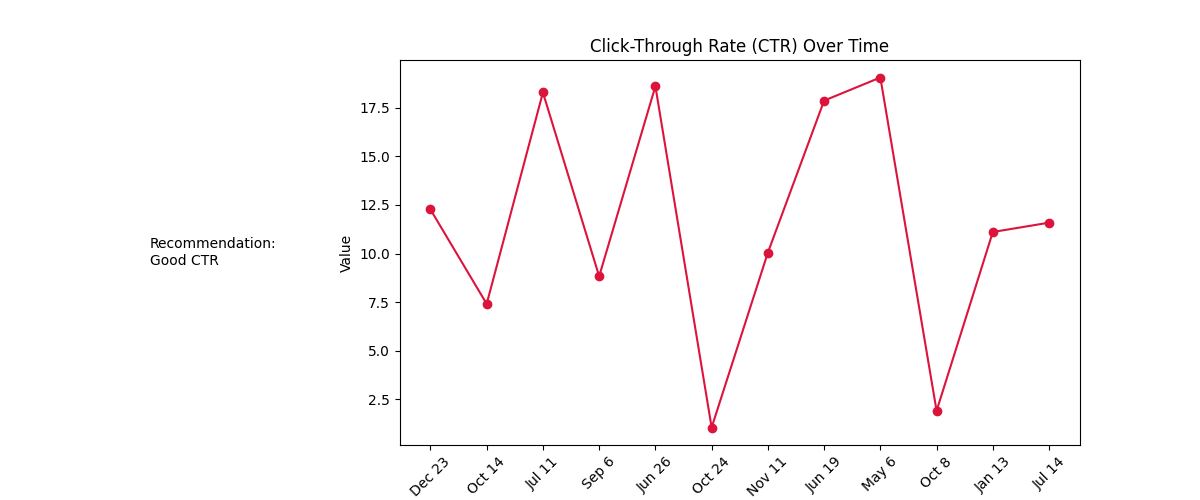 Click-Through Rate (CTR) Over Time
Recommendation:
Good CTR
Value
17.5
15.0
12.5
10.0
7.5
5.0
2.5
Dec 23
Oct 14
Jul 11
Sep 6
Jun 26
Oct 24
Nov 11
Jun 19
May 6
Oct 8
Jan 13
Jul 14